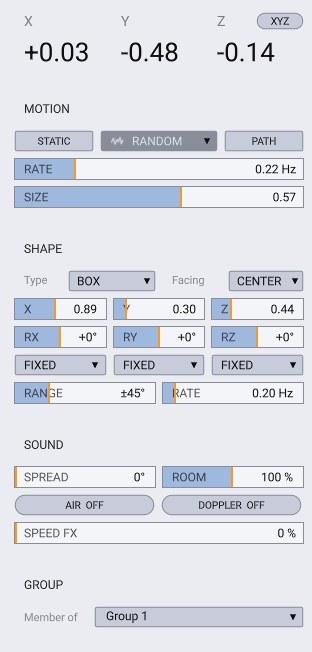 X Y Z XYZ
+0.03 -0.48 -0.14
MOTION
STATIC RANDOM PATH
RATE 0.22 Hz
SIZE 0.57
SHAPE
Type BOX Facing CENTER
X 0.89 Y 0.30 Z 0.44
RX +0° RY +0° RZ +0°
FIXED FIXED FIXED
RANGE ±45° RATE 0.20 Hz
SOUND
SPREAD 0° ROOM 100 %
AIR OFF DOPPLER OFF
SPEED FX 0 %
GROUP
Member of Group 1